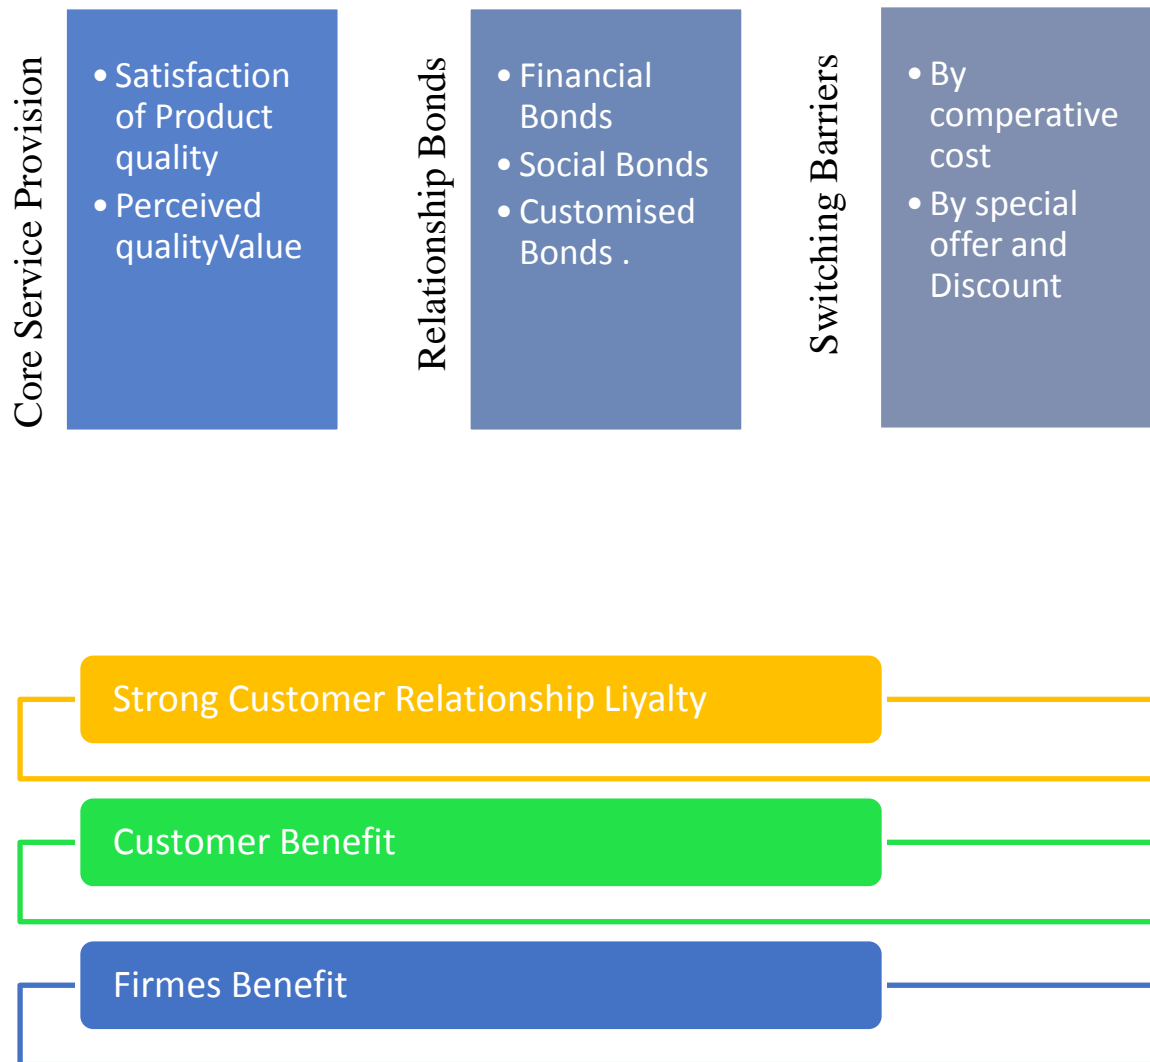 Core Service Provision
• Satisfaction
of Product
quality
• Perceived
qualityValue
Relationship Bonds
• Financial
Bonds
• Social Bonds
• Customised
Bonds .
Switching Barriers
• By
comperative
cost
• By special
offer and
Discount
Strong Customer Relationship Liyalty
Customer Benefit
Firmes Benefit